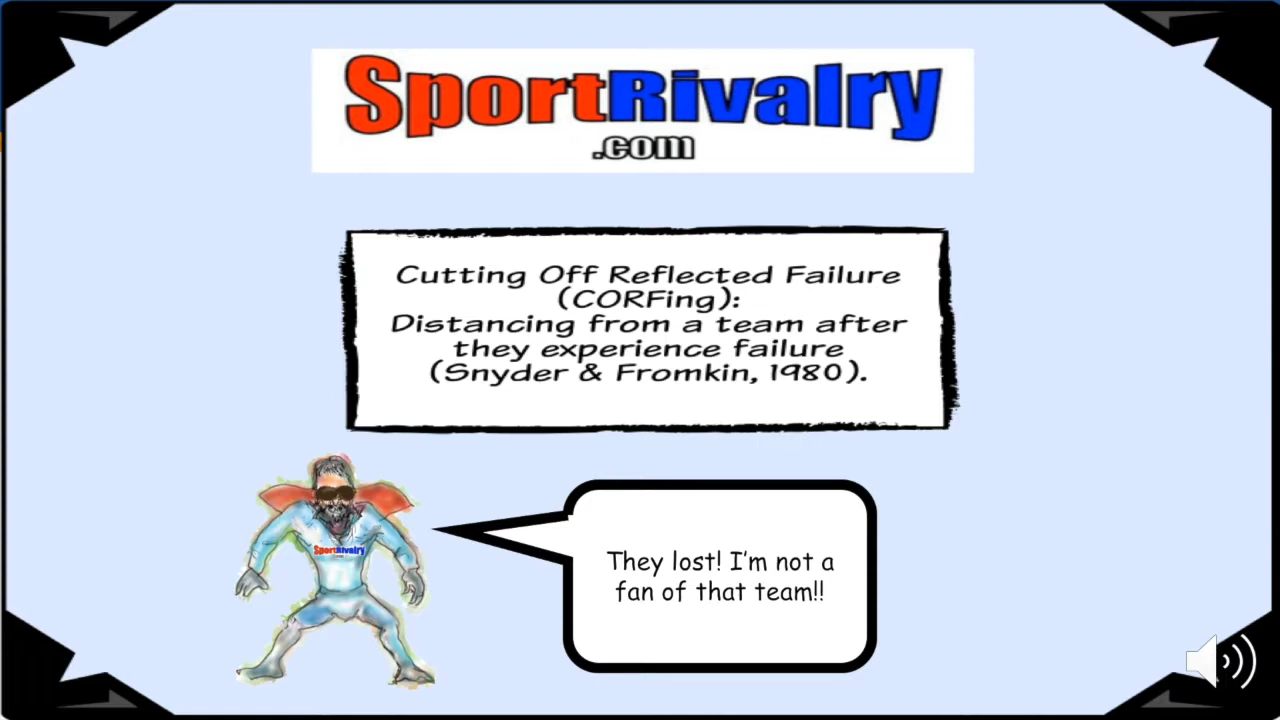 SportRivalry
.com
Cutting Off Reflected Failure
(CORFing):
Distancing from a team after
they experience failure
(Snyder & Fromkin, 1980).
SportRivalry
They lost! I'm not a
fan of that team!!